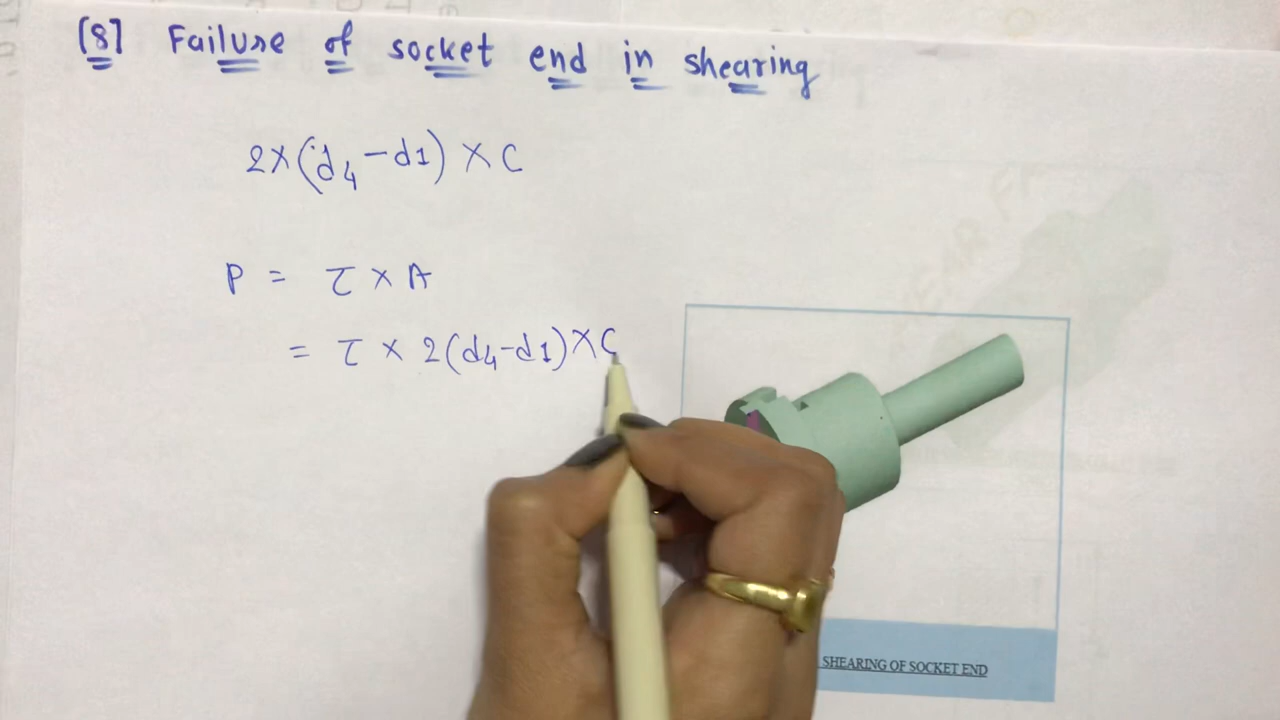 [8] Failure of socket end in shearing
2×(d₄-d1) × C
P = τ × A
= τ × 2(d₄-d1)×C
SHEARING OF SOCKET END